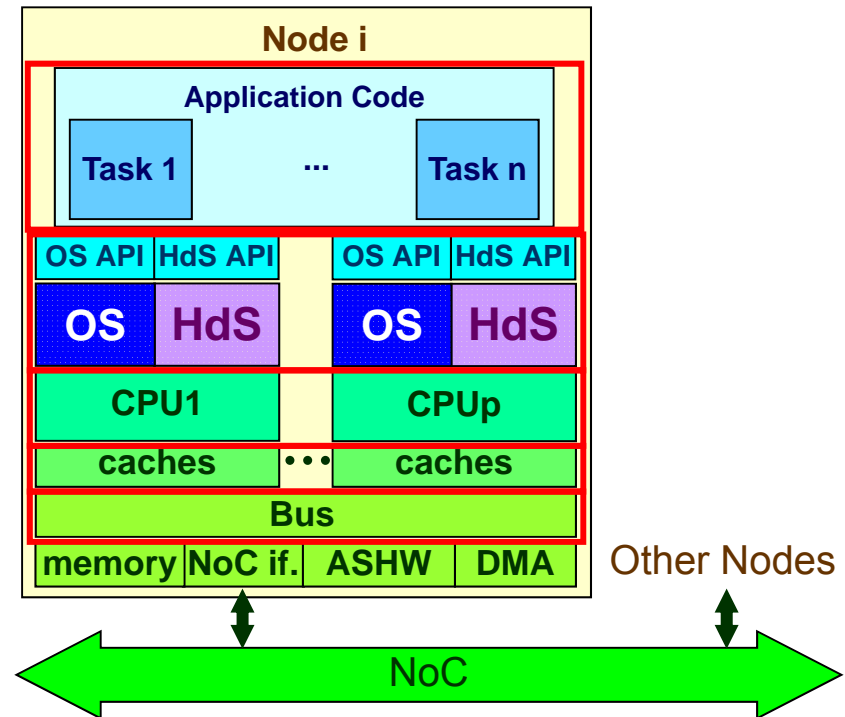 Node i
Application Code
Task 1 ... Task n
OS API HdS API OS API HdS API
OS HdS OS HdS
CPU1 CPUp
caches ... caches
Bus
memory NoC if. ASHW DMA Other Nodes
NoC